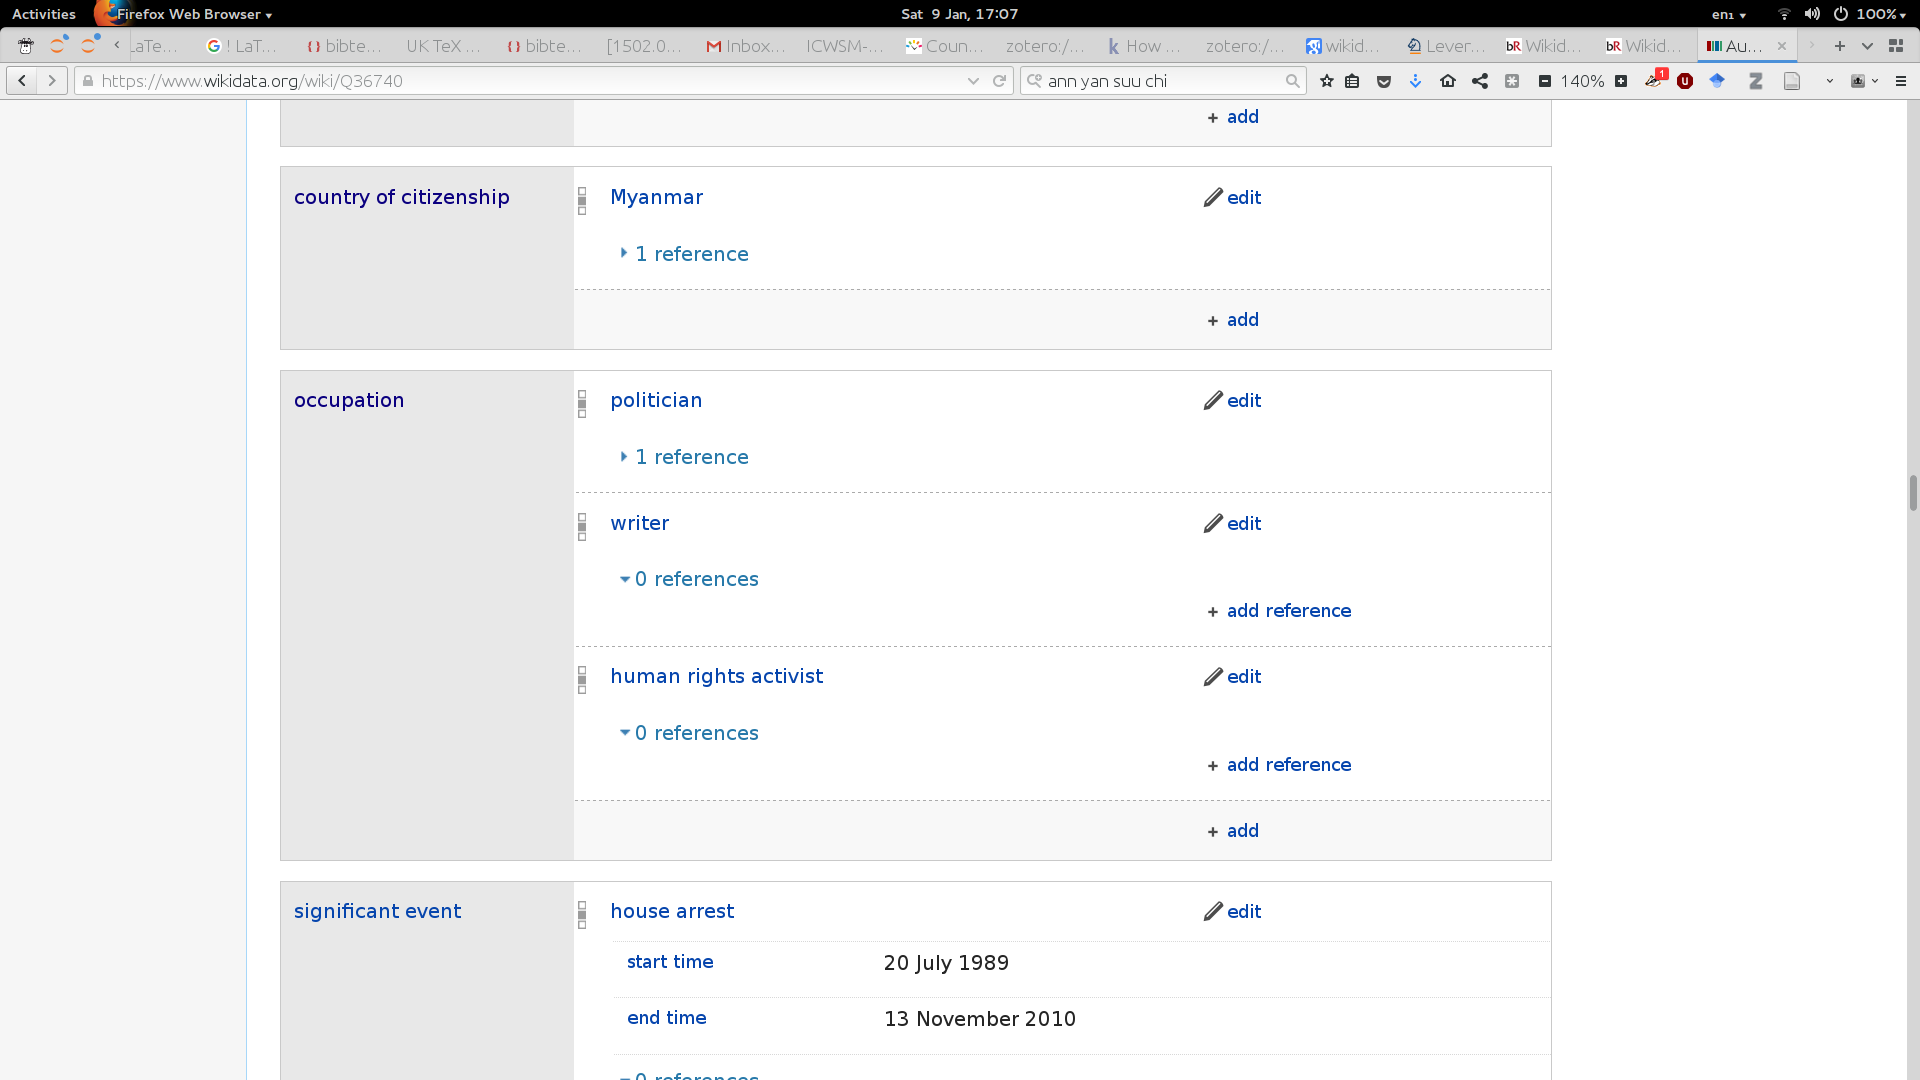 Activities Firefox Web Browser Sat 9 Jan, 17:07 en₁ 100%
LaTe… ! LaT… bibte… UK TeX … bibte… [1502.0… Inbox… ICWSM-… Coun… zotero:/… How … zotero:/… wikid… Lever… Wikid… Wikid… Au…
https://www.wikidata.org/wiki/Q36740 ann yan suu chi 140% 1
+ add
country of citizenship Myanmar edit
1 reference
+ add
occupation politician edit
1 reference
writer edit
0 references
+ add reference
human rights activist edit
0 references
+ add reference
+ add
significant event house arrest edit
start time 20 July 1989
end time 13 November 2010
0 references